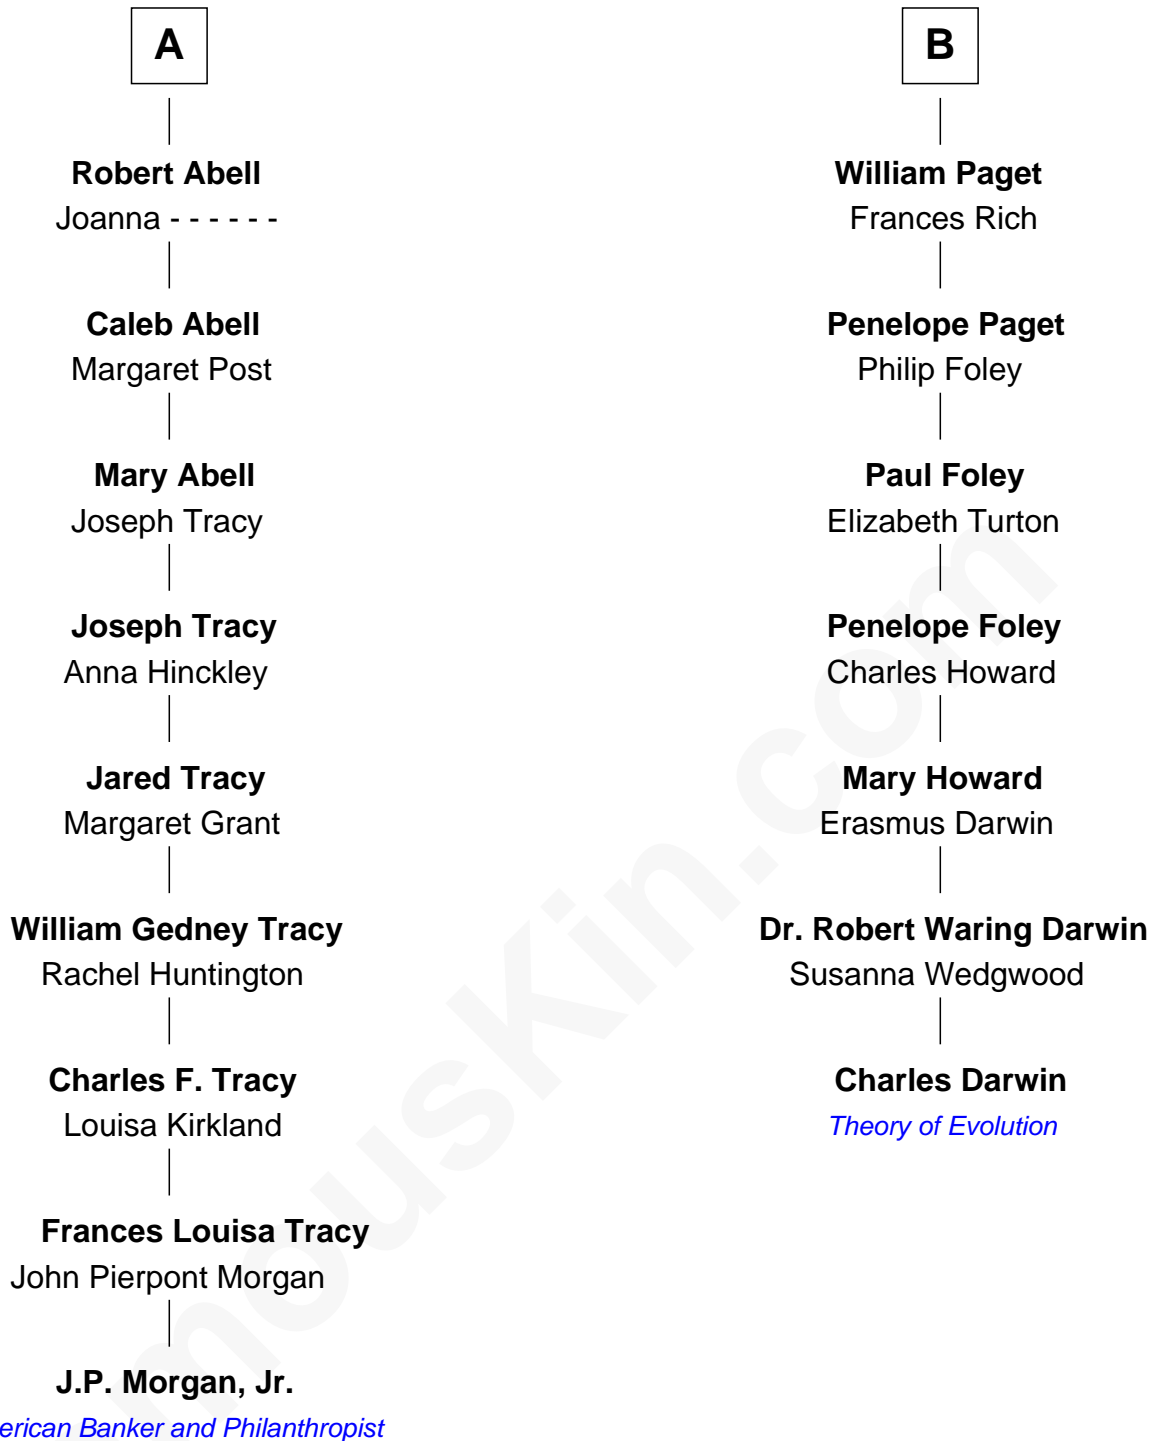 A
Robert Abell
Joanna - - - - - -
Caleb Abell
Margaret Post
Mary Abell
Joseph Tracy
Joseph Tracy
Anna Hinckley
Jared Tracy
Margaret Grant
William Gedney Tracy
Rachel Huntington
Charles F. Tracy
Louisa Kirkland
Frances Louisa Tracy
John Pierpont Morgan
J.P. Morgan, Jr.
erican Banker and Philanthropist
B
William Paget
Frances Rich
Penelope Paget
Philip Foley
Paul Foley
Elizabeth Turton
Penelope Foley
Charles Howard
Mary Howard
Erasmus Darwin
Dr. Robert Waring Darwin
Susanna Wedgwood
Charles Darwin
Theory of Evolution
mousKin.com